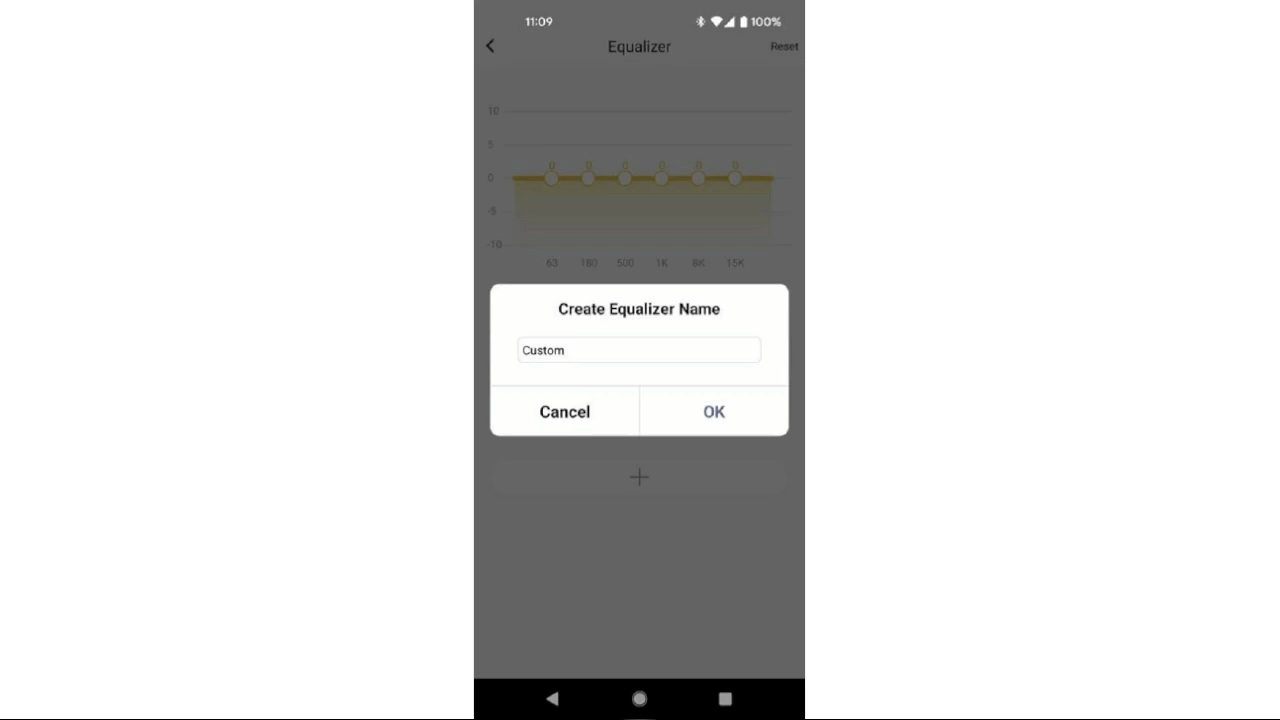 11:09 100%
Equalizer Reset
10
5
0 0 0 0 0 0
0
-5
-10
63 180 500 1K 8K 15K
Create Equalizer Name
Custom
Cancel OK